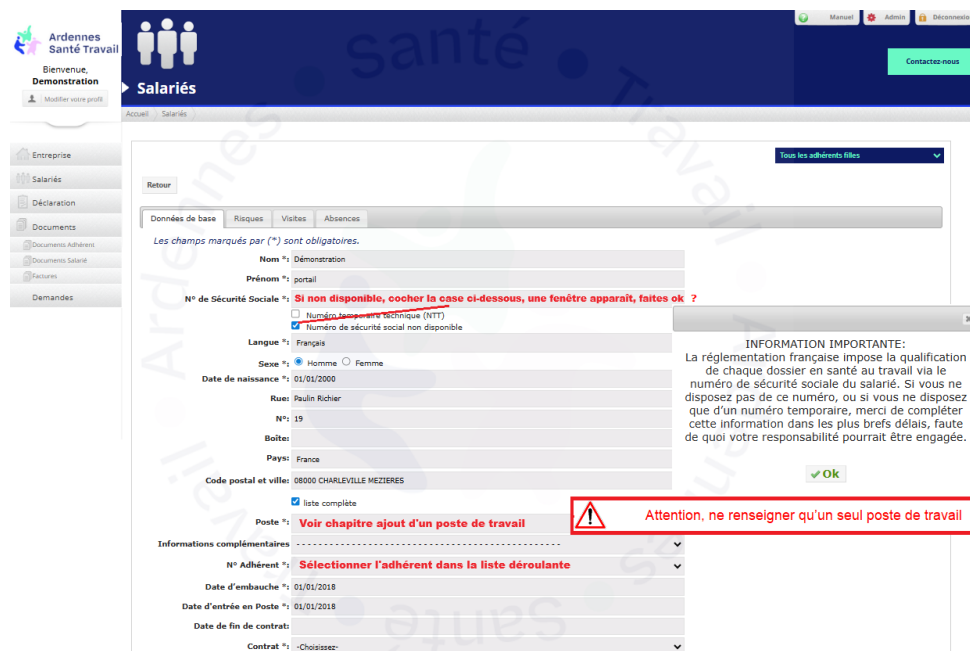 Ardennes
Santé Travail
Bienvenue,
Demonstration
Modifier votre profil
Salariés
Manuel
Admin
Déconnexio
Contactez-nous
Accueil
Salariés
Entreprise
Salariés
Déclaration
Documents
Documents Adhérent
Documents Salarié
Factures
Demandes
Tous les adhérents filles
Retour
Données de base
Risques
Visites
Absences
Les champs marqués par (*) sont obligatoires.
Nom *: Démonstration
Prénom *: portail
N° de Sécurité Sociale *: Si non disponible, cocher la case ci-dessous, une fenêtre apparaît, faites ok ?
Numéro temporaire technique (NTT)
Numéro de sécurité social non disponible
Langue *: Français
Sexe *: Homme Femme
Date de naissance *: 01/01/2000
Rue: Paulin Richier
N°: 19
Boîte:
Pays: France
Code postal et ville: 08000 CHARLEVILLE MEZIERES
liste complète
Poste *: Voir chapitre ajout d'un poste de travail
Informations complémentaires
N° Adhérent *: Sélectionner l'adhérent dans la liste déroulante
Date d'embauche *: 01/01/2018
Date d'entrée en Poste *: 01/01/2018
Date de fin de contrat:
Contrat *: -Choisissez-
INFORMATION IMPORTANTE:
La réglementation française impose la qualification
de chaque dossier en santé au travail via le
numéro de sécurité sociale du salarié. Si vous ne
disposez pas de ce numéro, ou si vous ne disposez
que d'un numéro temporaire, merci de compléter
cette information dans les plus brefs délais, faute
de quoi votre responsabilité pourrait être engagée.
Ok
Attention, ne renseigner qu'un seul poste de travail
Ardennes • Santé • Travail • Ardennes • Santé • Travail